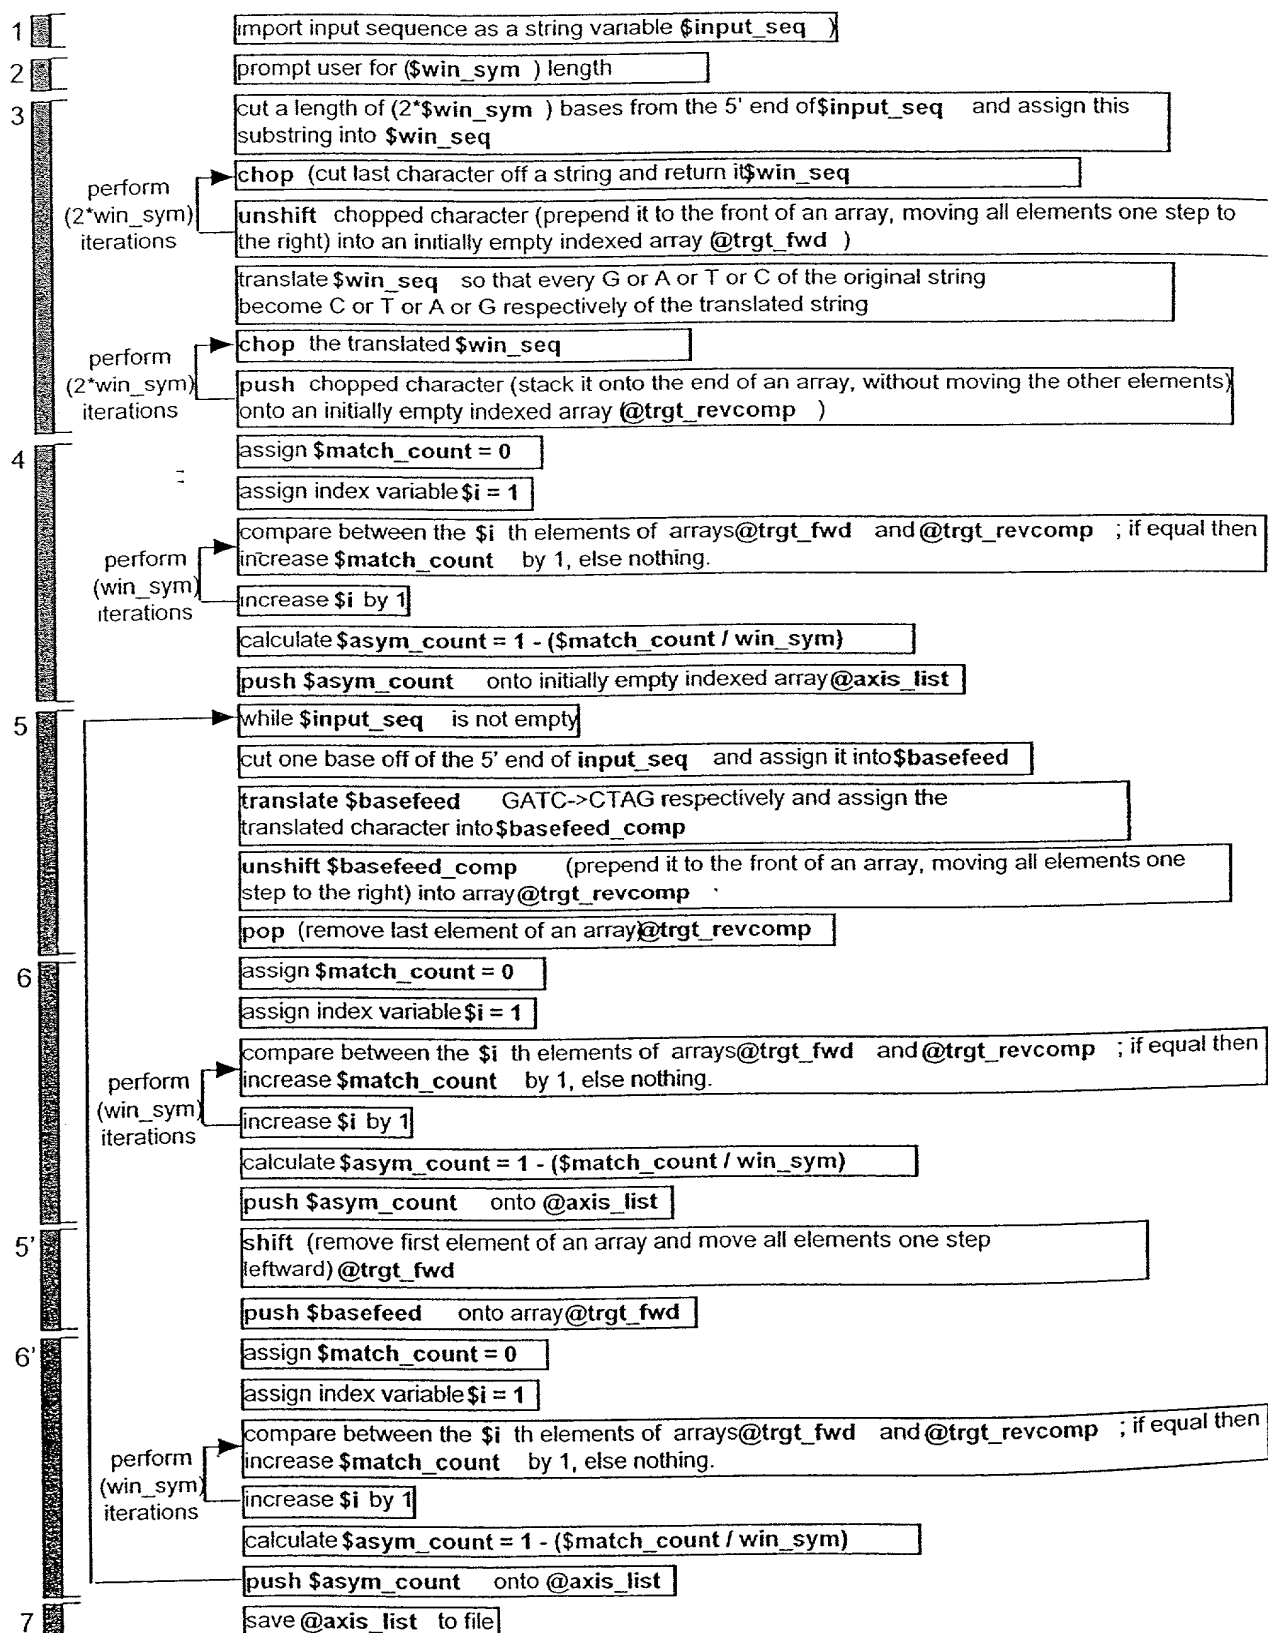 1
import input sequence as a string variable $input_seq )
2
prompt user for ($win_sym ) length
3
cut a length of (2*$win_sym ) bases from the 5' end of $input_seq and assign this
substring into $win_seq
perform
(2*win_sym)
iterations
chop (cut last character off a string and return it $win_seq
unshift chopped character (prepend it to the front of an array, moving all elements one step to
the right) into an initially empty indexed array @trgt_fwd )
translate $win_seq so that every G or A or T or C of the original string
become C or T or A or G respectively of the translated string
perform
(2*win_sym)
iterations
chop the translated $win_seq
push chopped character (stack it onto the end of an array, without moving the other elements)
onto an initially empty indexed array (@trgt_revcomp )
4
assign $match_count = 0
assign index variable $i = 1
perform
(win_sym)
iterations
compare between the $i th elements of arrays @trgt_fwd and @trgt_revcomp ; if equal then
increase $match_count by 1, else nothing.
increase $i by 1
calculate $asym_count = 1 - ($match_count / win_sym)
push $asym_count onto initially empty indexed array @axis_list
5
while $input_seq is not empty
cut one base off of the 5' end of input_seq and assign it into $basefeed
translate $basefeed GATC->CTAG respectively and assign the
translated character into $basefeed_comp
unshift $basefeed_comp (prepend it to the front of an array, moving all elements one
step to the right) into array @trgt_revcomp
pop (remove last element of an array) @trgt_revcomp
6
assign $match_count = 0
assign index variable $i = 1
perform
(win_sym)
iterations
compare between the $i th elements of arrays @trgt_fwd and @trgt_revcomp ; if equal then
increase $match_count by 1, else nothing.
increase $i by 1
calculate $asym_count = 1 - ($match_count / win_sym)
push $asym_count onto @axis_list
5'
shift (remove first element of an array and move all elements one step
leftward) @trgt_fwd
push $basefeed onto array @trgt_fwd
6'
assign $match_count = 0
assign index variable $i = 1
perform
(win_sym)
iterations
compare between the $i th elements of arrays @trgt_fwd and @trgt_revcomp ; if equal then
increase $match_count by 1, else nothing.
increase $i by 1
calculate $asym_count = 1 - ($match_count / win_sym)
push $asym_count onto @axis_list
7
save @axis_list to file